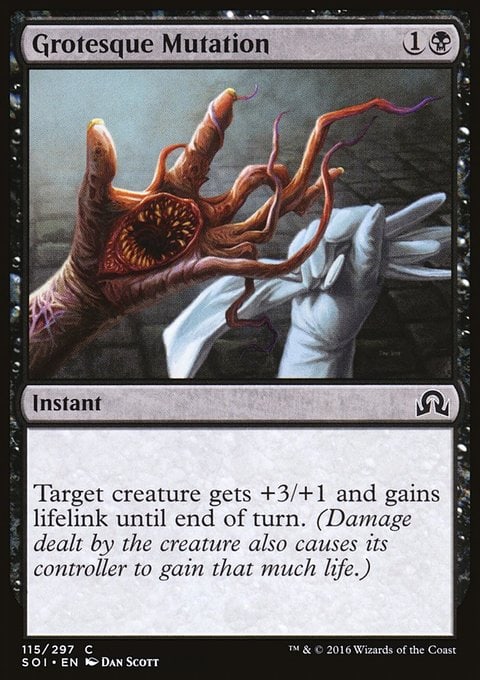 Grotesque Mutation 1
Instant
Target creature gets +3/+1 and gains
lifelink until end of turn. (Damage
dealt by the creature also causes its
controller to gain that much life.)
115/297 C
SOI • EN Dan Scott
™ & © 2016 Wizards of the Coast